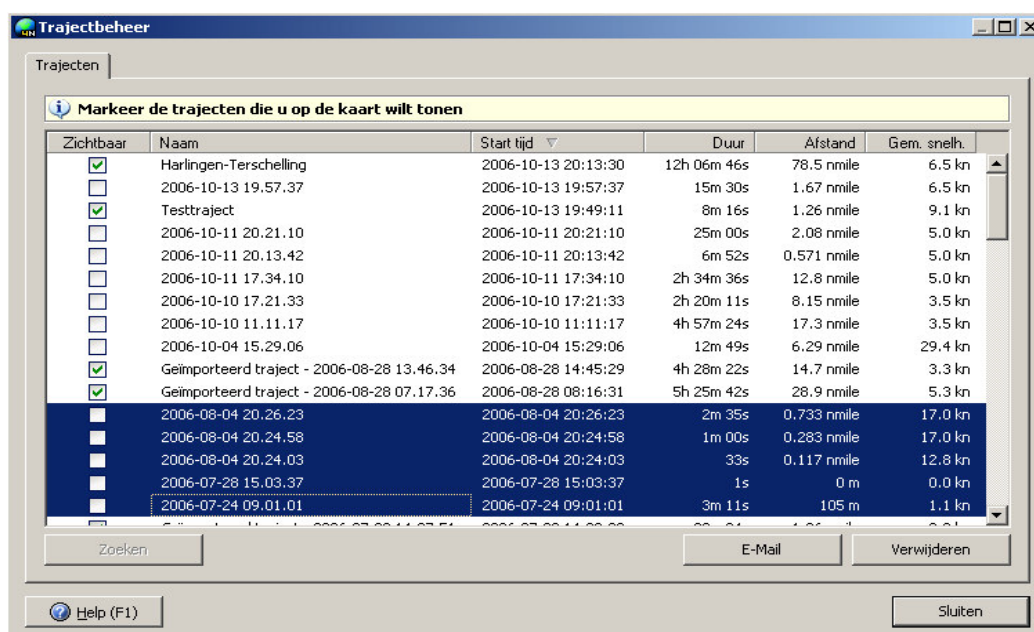 Trajectbeheer
Trajecten
Markeer de trajecten die u op de kaart wilt tonen
Zichtbaar Naam Start tijd Duur Afstand Gem. snelh.
Harlingen-Terschelling 2006-10-13 20:13:30 12h 06m 46s 78.5 nmile 6.5 kn
2006-10-13 19.57.37 2006-10-13 19:57:37 15m 30s 1.67 nmile 6.5 kn
Testtraject 2006-10-13 19:49:11 8m 16s 1.26 nmile 9.1 kn
2006-10-11 20.21.10 2006-10-11 20:21:10 25m 00s 2.08 nmile 5.0 kn
2006-10-11 20.13.42 2006-10-11 20:13:42 6m 52s 0.571 nmile 5.0 kn
2006-10-11 17.34.10 2006-10-11 17:34:10 2h 34m 36s 12.8 nmile 5.0 kn
2006-10-10 17.21.33 2006-10-10 17:21:33 2h 20m 11s 8.15 nmile 3.5 kn
2006-10-10 11.11.17 2006-10-10 11:11:17 4h 57m 24s 17.3 nmile 3.5 kn
2006-10-04 15.29.06 2006-10-04 15:29:06 12m 49s 6.29 nmile 29.4 kn
Geïmporteerd traject - 2006-08-28 13.46.34 2006-08-28 14:45:29 4h 28m 22s 14.7 nmile 3.3 kn
Geïmporteerd traject - 2006-08-28 07.17.36 2006-08-28 08:16:31 5h 25m 42s 28.9 nmile 5.3 kn
2006-08-04 20.26.23 2006-08-04 20:26:23 2m 35s 0.733 nmile 17.0 kn
2006-08-04 20.24.58 2006-08-04 20:24:58 1m 00s 0.283 nmile 17.0 kn
2006-08-04 20.24.03 2006-08-04 20:24:03 33s 0.117 nmile 12.8 kn
2006-07-28 15.03.37 2006-07-28 15:03:37 1s 0 m 0.0 kn
2006-07-24 09.01.01 2006-07-24 09:01:01 3m 11s 105 m 1.1 kn
Zoeken E-Mail Verwijderen
Help (F1) Sluiten